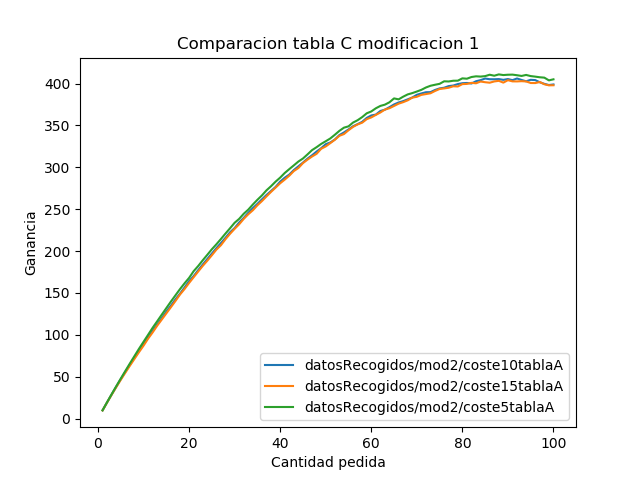 Comparacion tabla C modificacion 1
Ganancia
400
350
300
250
200
150
100
50
0
datosRecogidos/mod2/coste10tablaA
datosRecogidos/mod2/coste15tablaA
datosRecogidos/mod2/coste5tablaA
0 20 40 60 80 100
Cantidad pedida